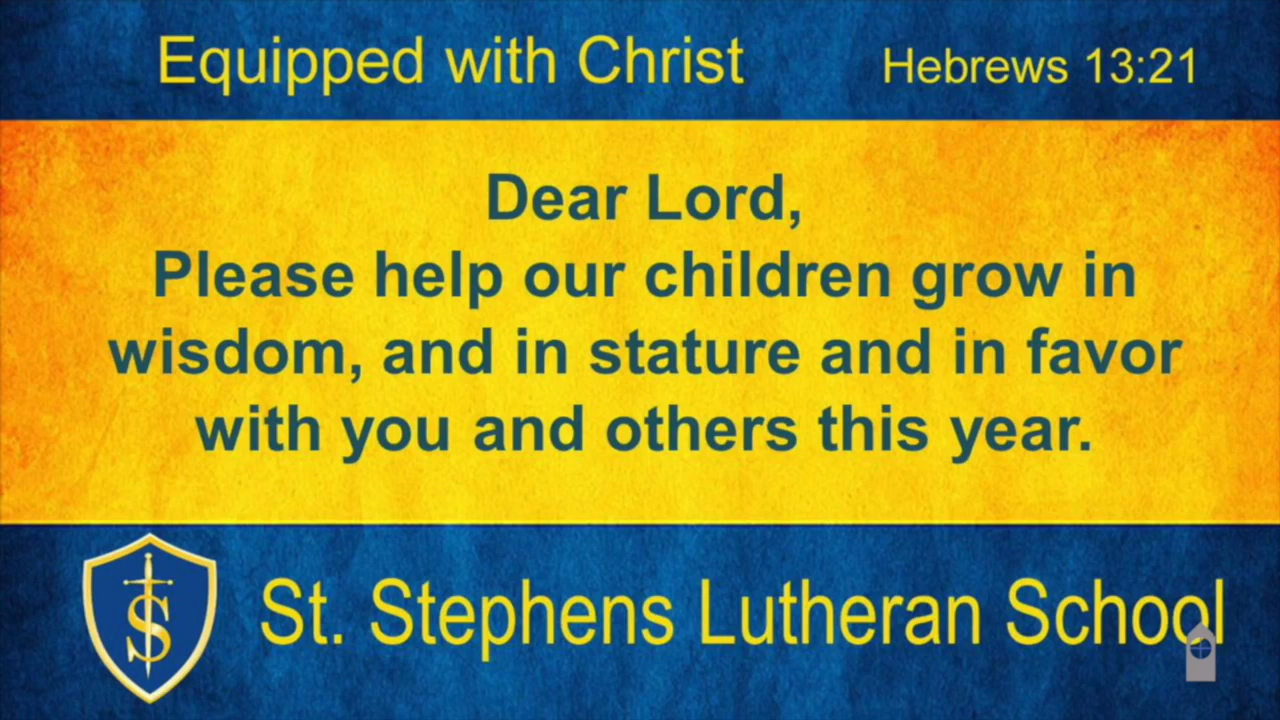 Equipped with Christ
Hebrews 13:21
Dear Lord,
Please help our children grow in
wisdom, and in stature and in favor
with you and others this year.
S
St. Stephens Lutheran School